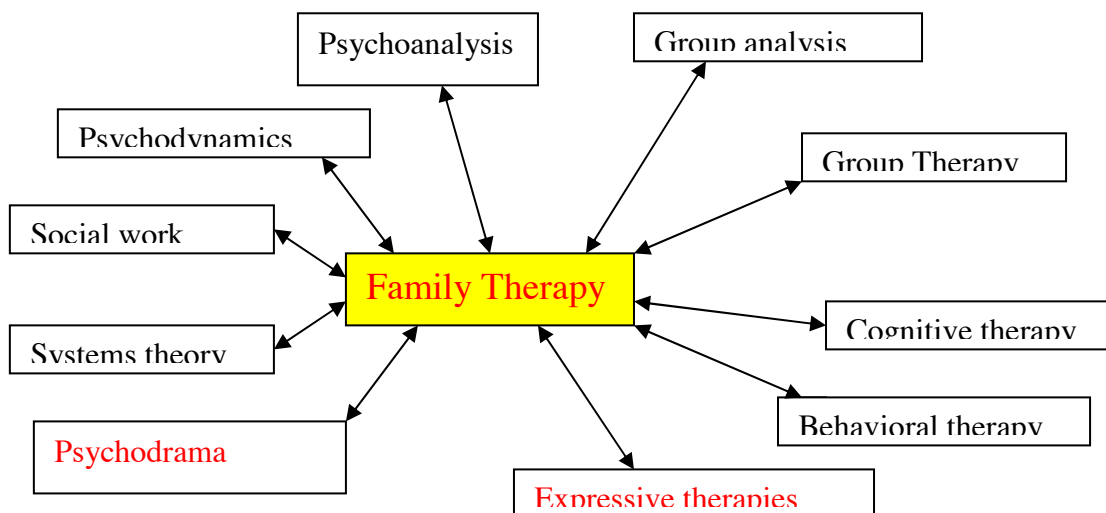 Psychoanalysis
Group analysis
Psychodynamics
Group Therapy
Social work
Family Therapy
Systems theory
Cognitive therapy
Behavioral therapy
Psychodrama
Expressive therapies